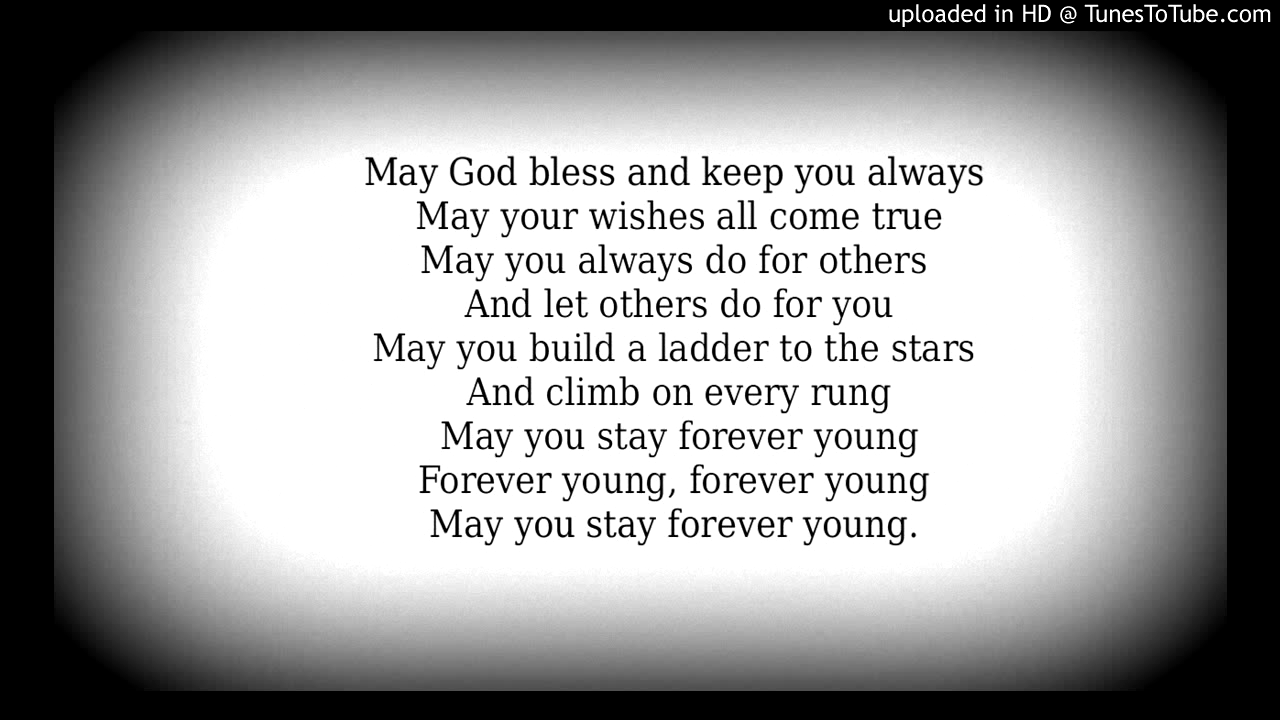 uploaded in HD @ TunesToTube.com
May God bless and keep you always
May your wishes all come true
May you always do for others
And let others do for you
May you build a ladder to the stars
And climb on every rung
May you stay forever young
Forever young, forever young
May you stay forever young.